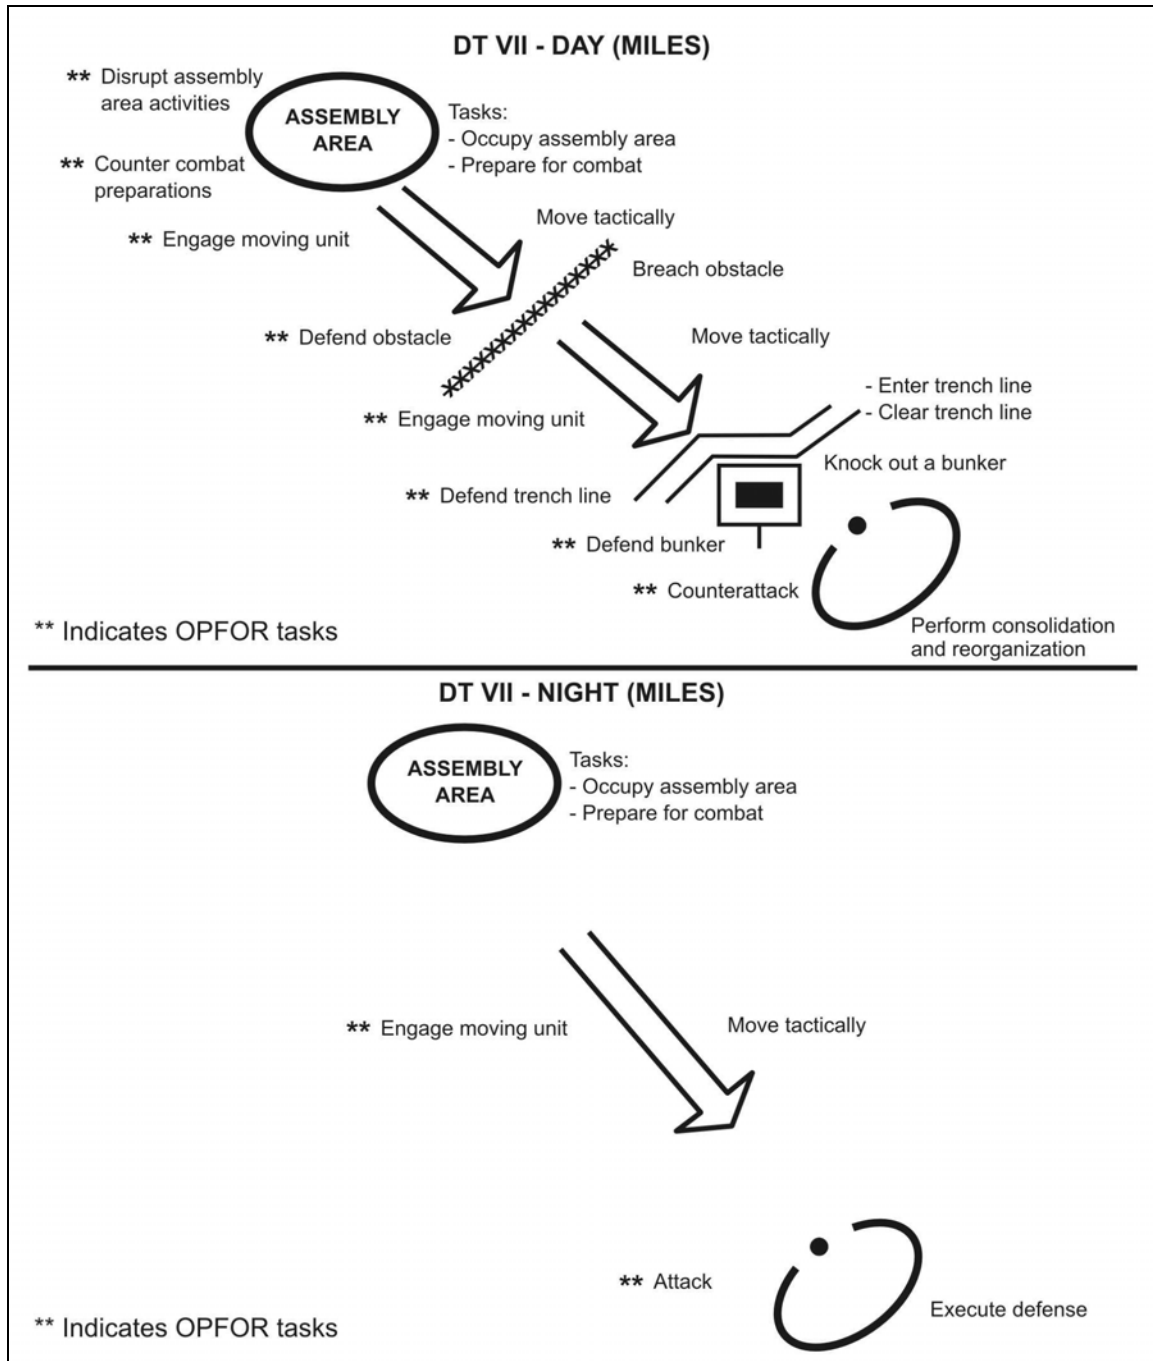 DT VII - DAY (MILES)
** Disrupt assembly
area activities
ASSEMBLY
AREA
Tasks:
- Occupy assembly area
- Prepare for combat
** Counter combat
preparations
** Engage moving unit
Move tactically
Breach obstacle
** Defend obstacle
Move tactically
** Engage moving unit
- Enter trench line
- Clear trench line
Knock out a bunker
** Defend trench line
** Defend bunker
** Counterattack
Perform consolidation
and reorganization
** Indicates OPFOR tasks
DT VII - NIGHT (MILES)
ASSEMBLY
AREA
Tasks:
- Occupy assembly area
- Prepare for combat
** Engage moving unit
Move tactically
** Attack
Execute defense
** Indicates OPFOR tasks